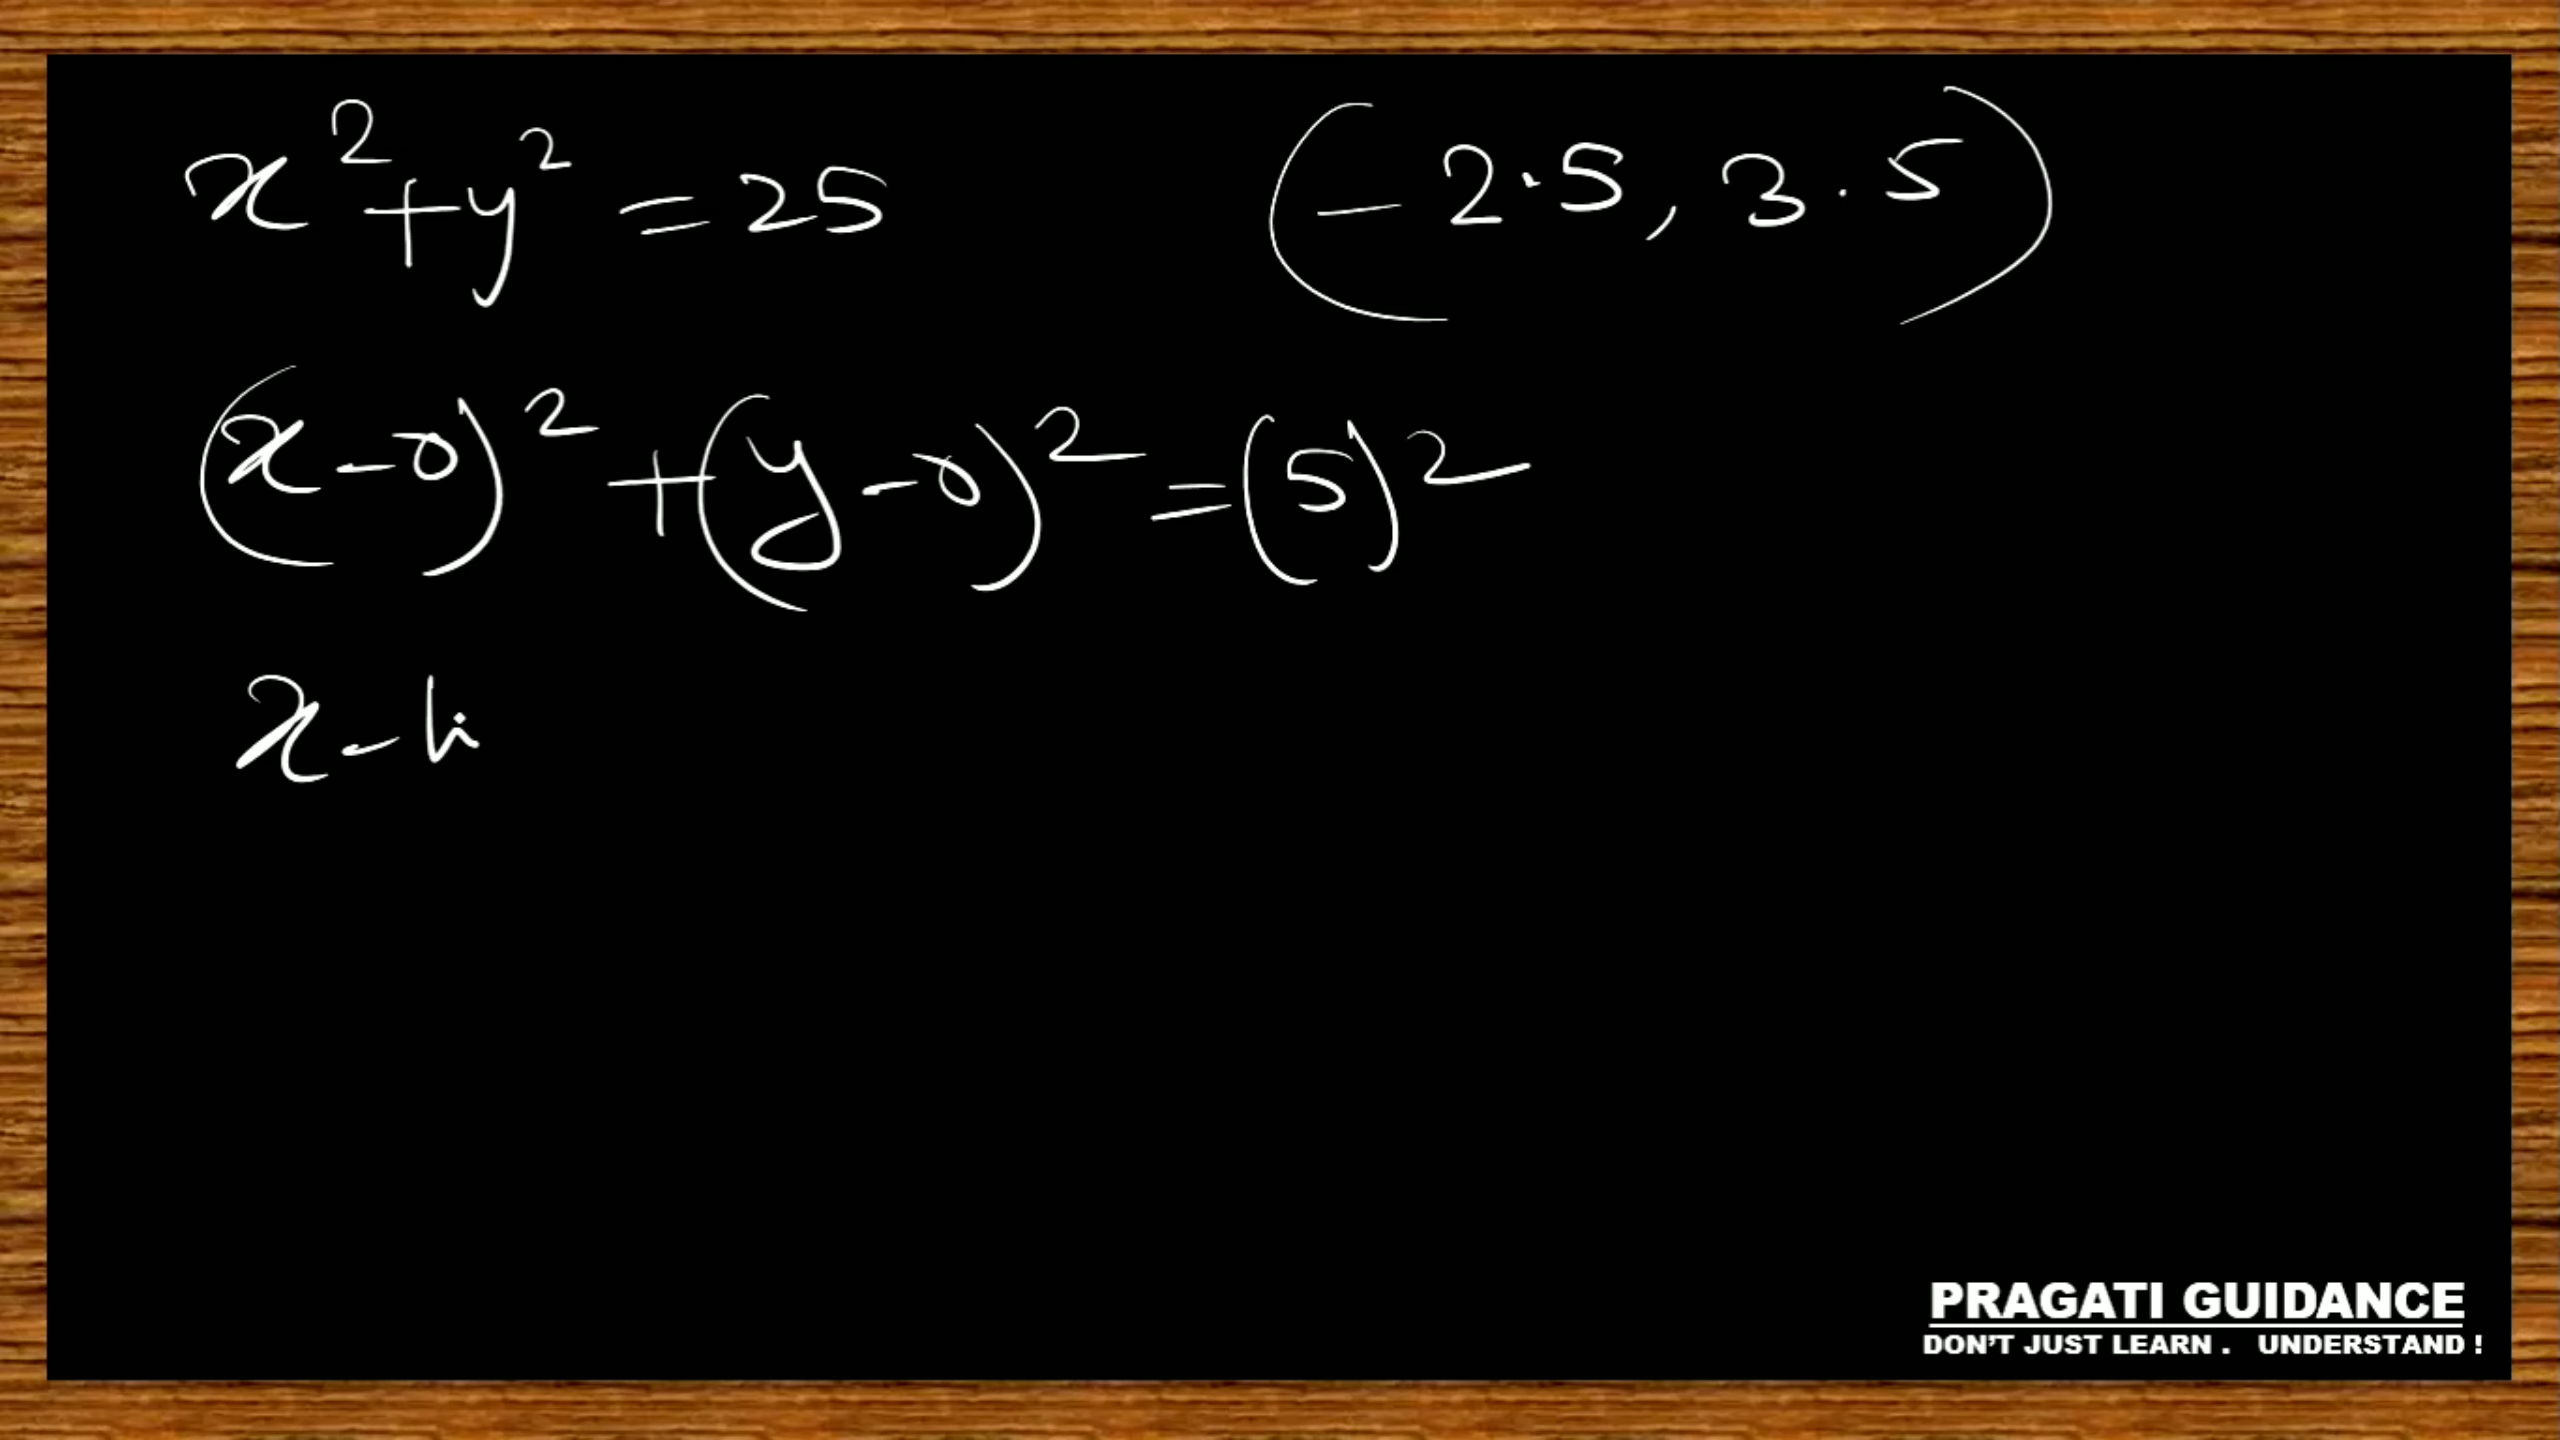 x²+y² = 25 (-2.5, 3.5)
(x-0)² + (y-0)² = (5)²
x-h
PRAGATI GUIDANCE
DON'T JUST LEARN. UNDERSTAND!